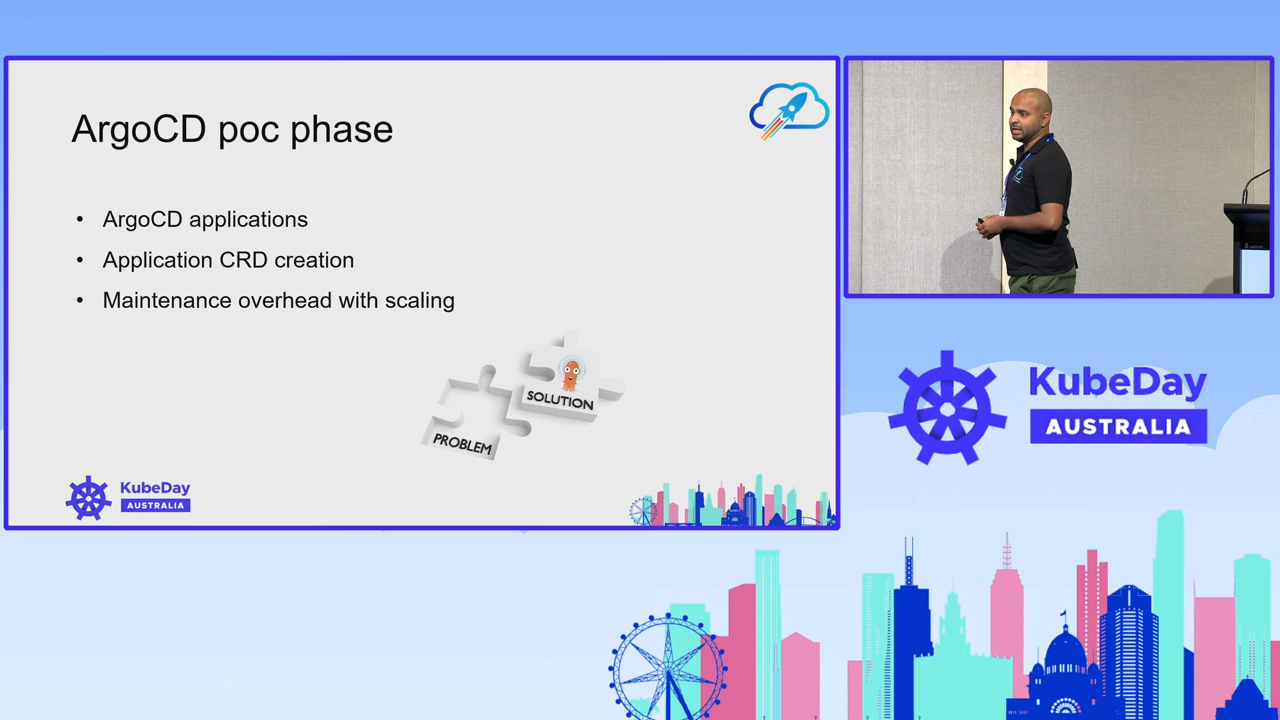 ArgoCD poc phase
• ArgoCD applications
• Application CRD creation
• Maintenance overhead with scaling
SOLUTION
PROBLEM
KubeDay
AUSTRALIA
KubeDay
AUSTRALIA